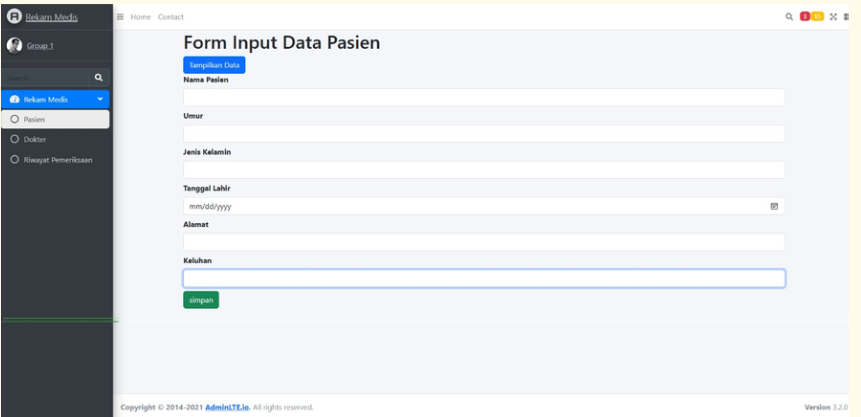 Rekam Medis
Home Contact
3 15
Group 1
Search
Rekam Medis
Pasien
Dokter
Riwayat Pemeriksaan
Form Input Data Pasien
Tampilkan Data
Nama Pasien
Umur
Jenis Kelamin
Tanggal Lahir
mm/dd/yyyy
Alamat
Keluhan
simpan
Copyright © 2014-2021 AdminLTE.io. All rights reserved.
Version 3.2.0